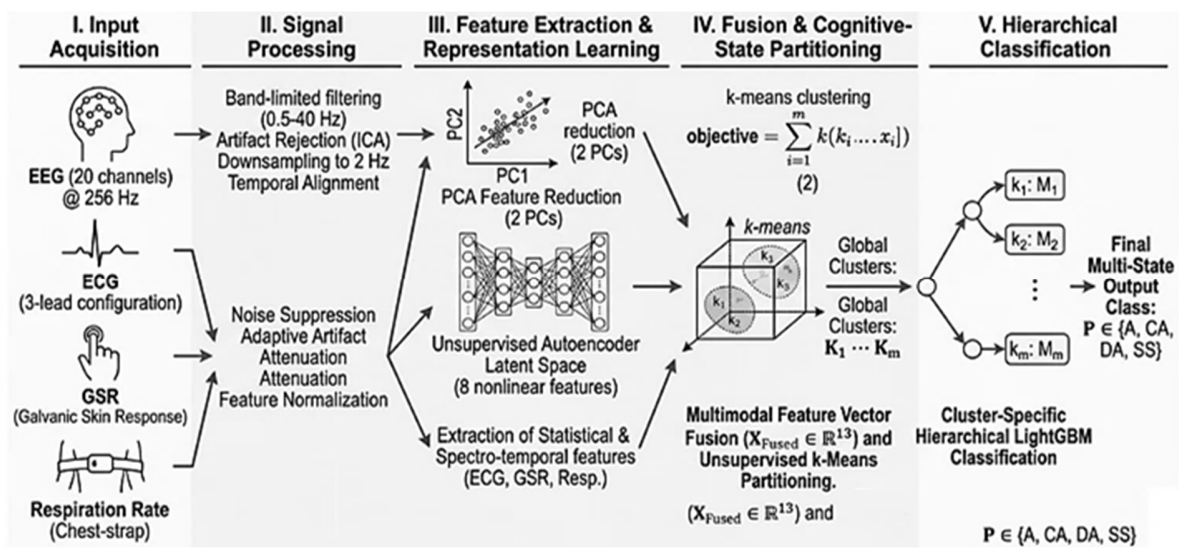 I. Input
Acquisition
EEG (20 channels)
@ 256 Hz
ECG
(3-lead configuration)
GSR
(Galvanic Skin Response)
Respiration Rate
(Chest-strap)
II. Signal
Processing
Band-limited filtering
(0.5-40 Hz)
Artifact Rejection (ICA)
Downsampling to 2 Hz
Temporal Alignment
Noise Suppression
Adaptive Artifact
Attenuation
Attenuation
Feature Normalization
III. Feature Extraction &
Representation Learning
PC2
PC1
PCA
reduction
(2 PCs)
PCA Feature Reduction
(2 PCs)
Unsupervised Autoencoder
Latent Space
(8 nonlinear features)
Extraction of Statistical &
Spectro-temporal features
(ECG, GSR, Resp.)
IV. Fusion & Cognitive-
State Partitioning
k-means clustering
objective = ∑_{i=1}^{m} k(k_i....x_i])
(2)
k-means
k₁
k₂
k₃
Global
Clusters:
Global
Clusters:
K₁ ⋯ Kₘ
Multimodal Feature Vector
Fusion (X_Fused ∈ ℝ¹³) and
Unsupervised k-Means
Partitioning.
(X_Fused ∈ ℝ¹³) and
V. Hierarchical
Classification
k₁: M₁
k₂: M₂
⋮
kₘ: Mₘ
Final
Multi-State
Output
Class:
P ∈ {A, CA,
DA, SS}
Cluster-Specific
Hierarchical LightGBM
Classification
P ∈ {A, CA, DA, SS}